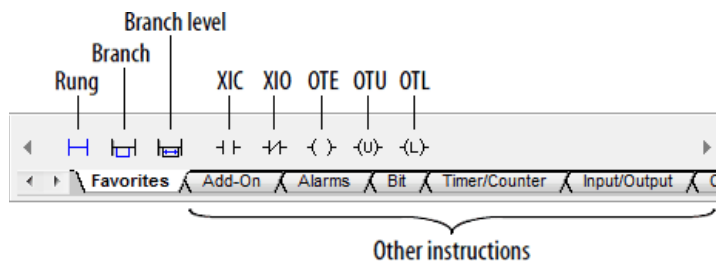 Branch level
Branch
Rung XIC XIO OTE OTU OTL
(U) (L)
Favorites Add-On Alarms Bit Timer/Counter Input/Output
Other instructions